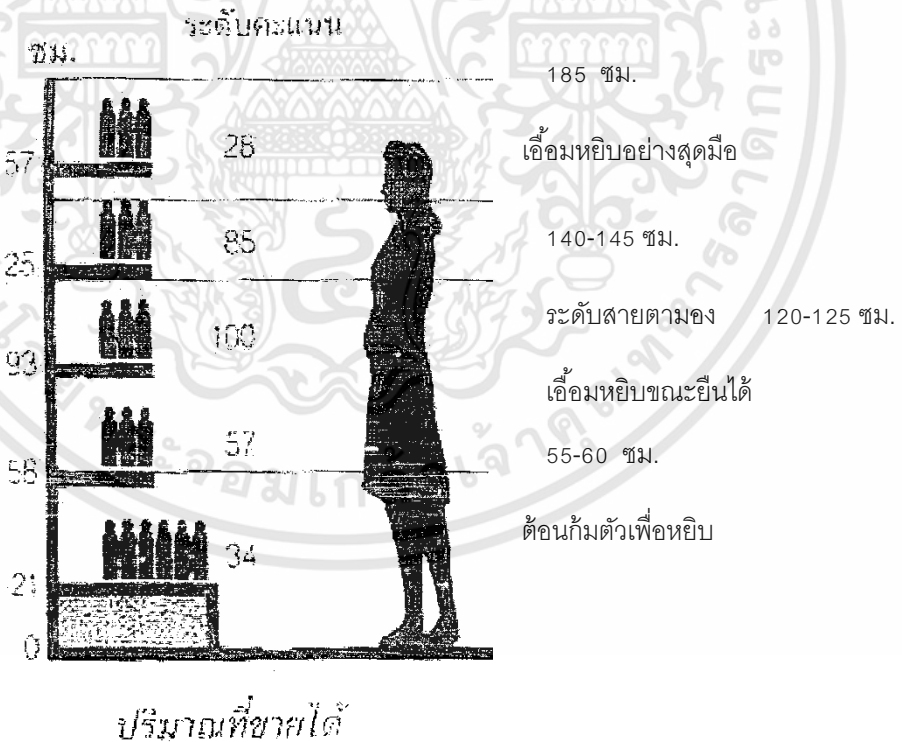 ระดับคะแนน
ซม.
185 ซม.
57 28 เอื้อมหยิบอย่างสุดมือ
25 85 140-145 ซม.
93 100 ระดับสายตามอง 120-125 ซม.
เอื้อมหยิบขณะยืนได้
58 57 55-60 ซม.
21 34 ต้อนก้มตัวเพื่อหยิบ
0
ปริมาณที่ขายได้